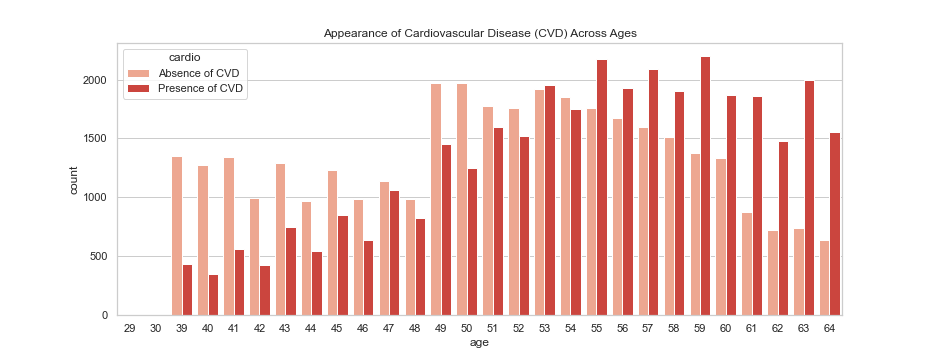 Appearance of Cardiovascular Disease (CVD) Across Ages
cardio
Absence of CVD
Presence of CVD
count
2000
1500
1000
500
0
29 30 39 40 41 42 43 44 45 46 47 48 49 50 51 52 53 54 55 56 57 58 59 60 61 62 63 64
age